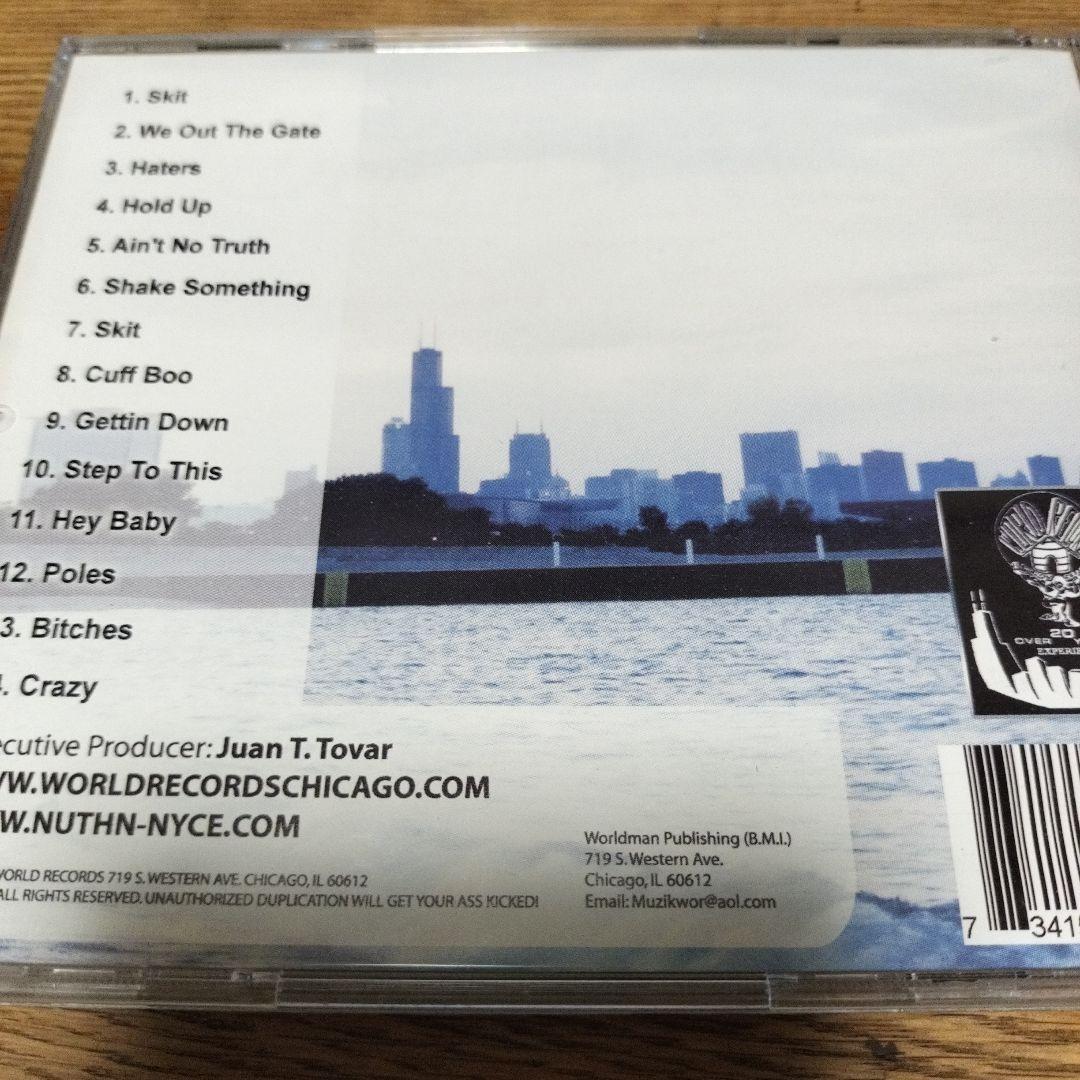 1. Skit
2. We Out The Gate
3. Haters
4. Hold Up
5. Ain't No Truth
6. Shake Something
7. Skit
8. Cuff Boo
9. Gettin Down
10. Step To This
11. Hey Baby
12. Poles
3. Bitches
. Crazy
ecutive Producer: Juan T. Tovar
W.WORLDRECORDSCHICAGO.COM
W.NUTHN-NYCE.COM
WORLD RECORDS 719 S. WESTERN AVE. CHICAGO, IL 60612
ALL RIGHTS RESERVED. UNAUTHORIZED DUPLICATION WILL GET YOUR ASS KICKED!
Worldman Publishing (B.M.I.)
719 S. Western Ave.
Chicago, IL 60612
Email: Muzikwor@aol.com
20
OVER
EXPERIE
7 3415